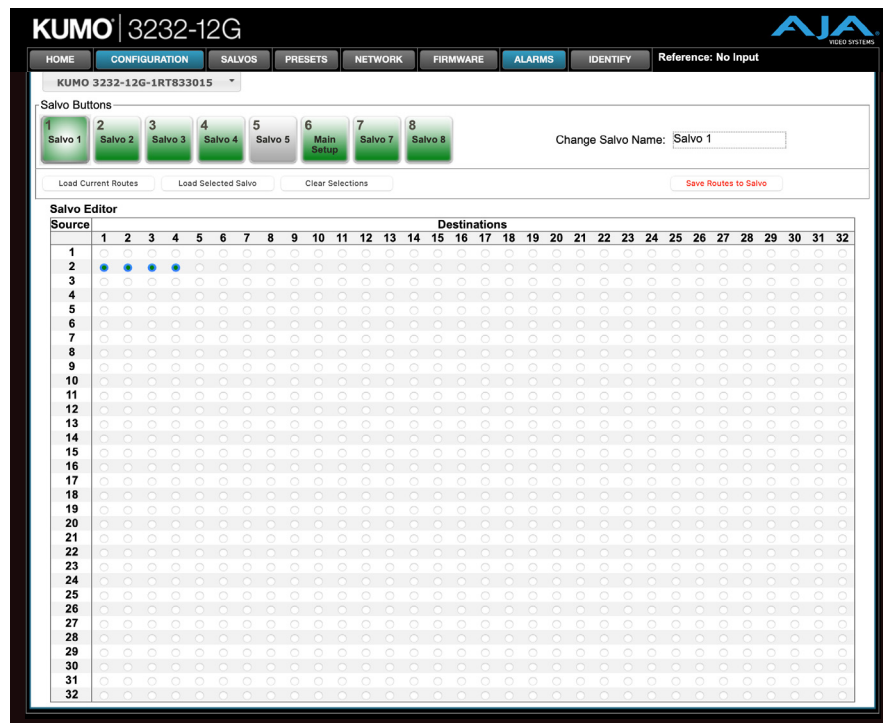 KUMO® 3232-12G
AJA
VIDEO SYSTEMS
HOME CONFIGURATION SALVOS PRESETS NETWORK FIRMWARE ALARMS IDENTIFY Reference: No Input
KUMO 3232-12G-1RT833015
Salvo Buttons
1 2 3 4 5 6 7 8
Salvo 1 Salvo 2 Salvo 3 Salvo 4 Salvo 5 Main Setup Salvo 7 Salvo 8
Change Salvo Name: Salvo 1
Load Current Routes Load Selected Salvo Clear Selections Save Routes to Salvo
Salvo Editor
Source Destinations
1 2 3 4 5 6 7 8 9 10 11 12 13 14 15 16 17 18 19 20 21 22 23 24 25 26 27 28 29 30 31 32
1
2
3
4
5
6
7
8
9
10
11
12
13
14
15
16
17
18
19
20
21
22
23
24
25
26
27
28
29
30
31
32